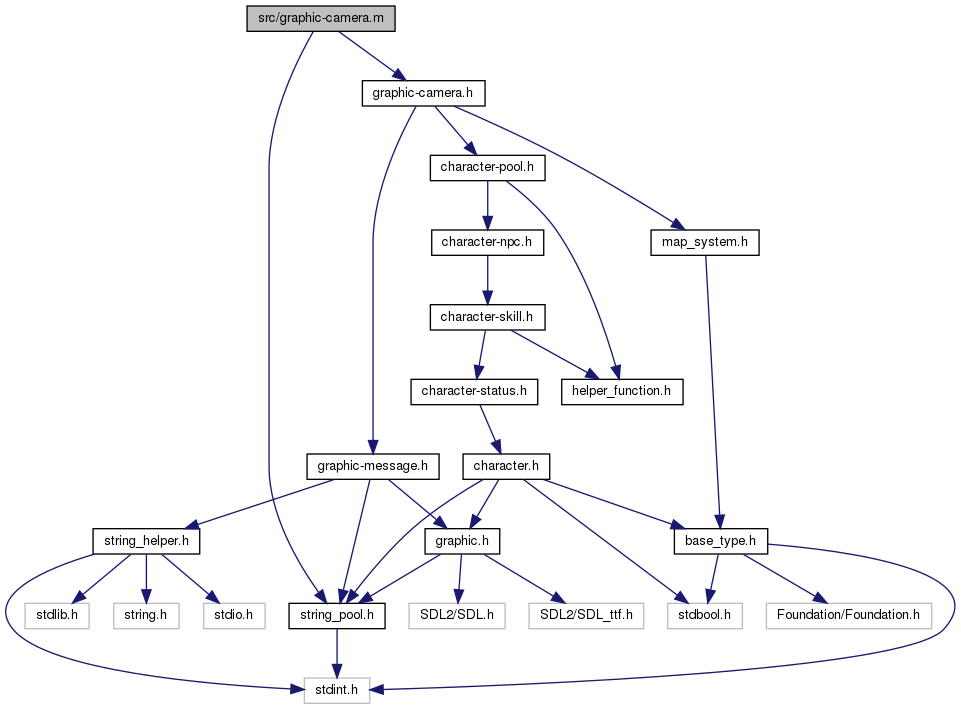 src/graphic-camera.m
graphic-camera.h
character-pool.h
character-npc.h
map_system.h
character-skill.h
character-status.h
helper_function.h
graphic-message.h
character.h
string_helper.h
graphic.h
base_type.h
stdlib.h
string.h
stdio.h
string_pool.h
SDL2/SDL.h
SDL2/SDL_ttf.h
stdbool.h
Foundation/Foundation.h
stdint.h